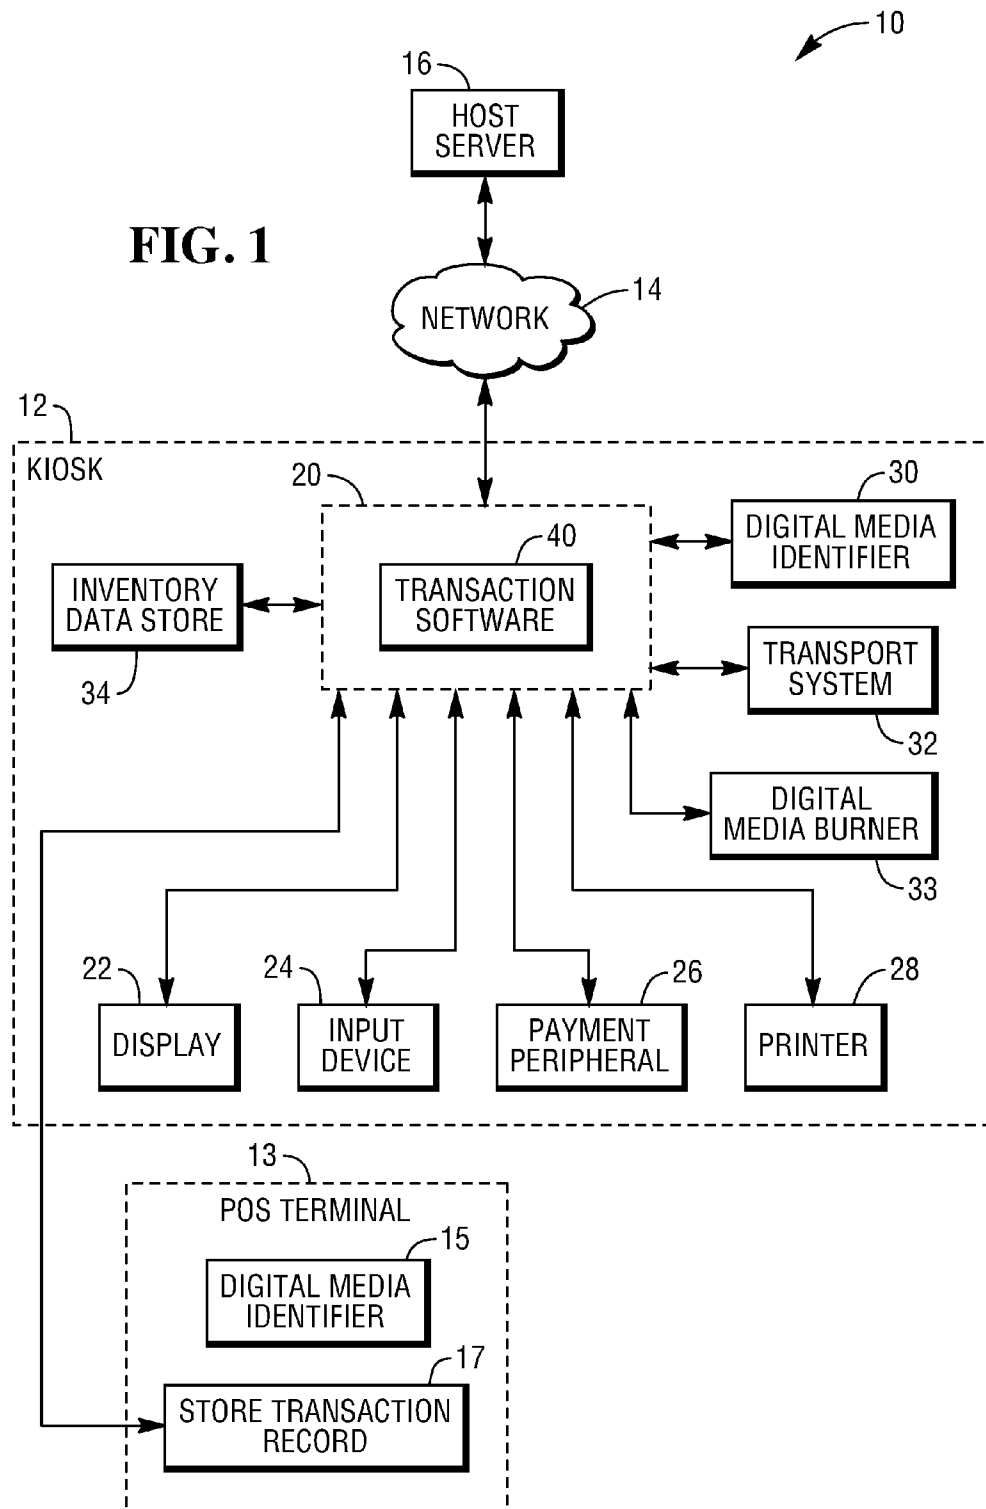 10
16
HOST
SERVER
FIG. 1
14
NETWORK
12
KIOSK
20
30
DIGITAL MEDIA
IDENTIFIER
40
TRANSACTION
SOFTWARE
INVENTORY
DATA STORE
34
TRANSPORT
SYSTEM
32
DIGITAL
MEDIA BURNER
33
22
DISPLAY
24
INPUT
DEVICE
26
PAYMENT
PERIPHERAL
28
PRINTER
13
POS TERMINAL
15
DIGITAL MEDIA
IDENTIFIER
17
STORE TRANSACTION
RECORD